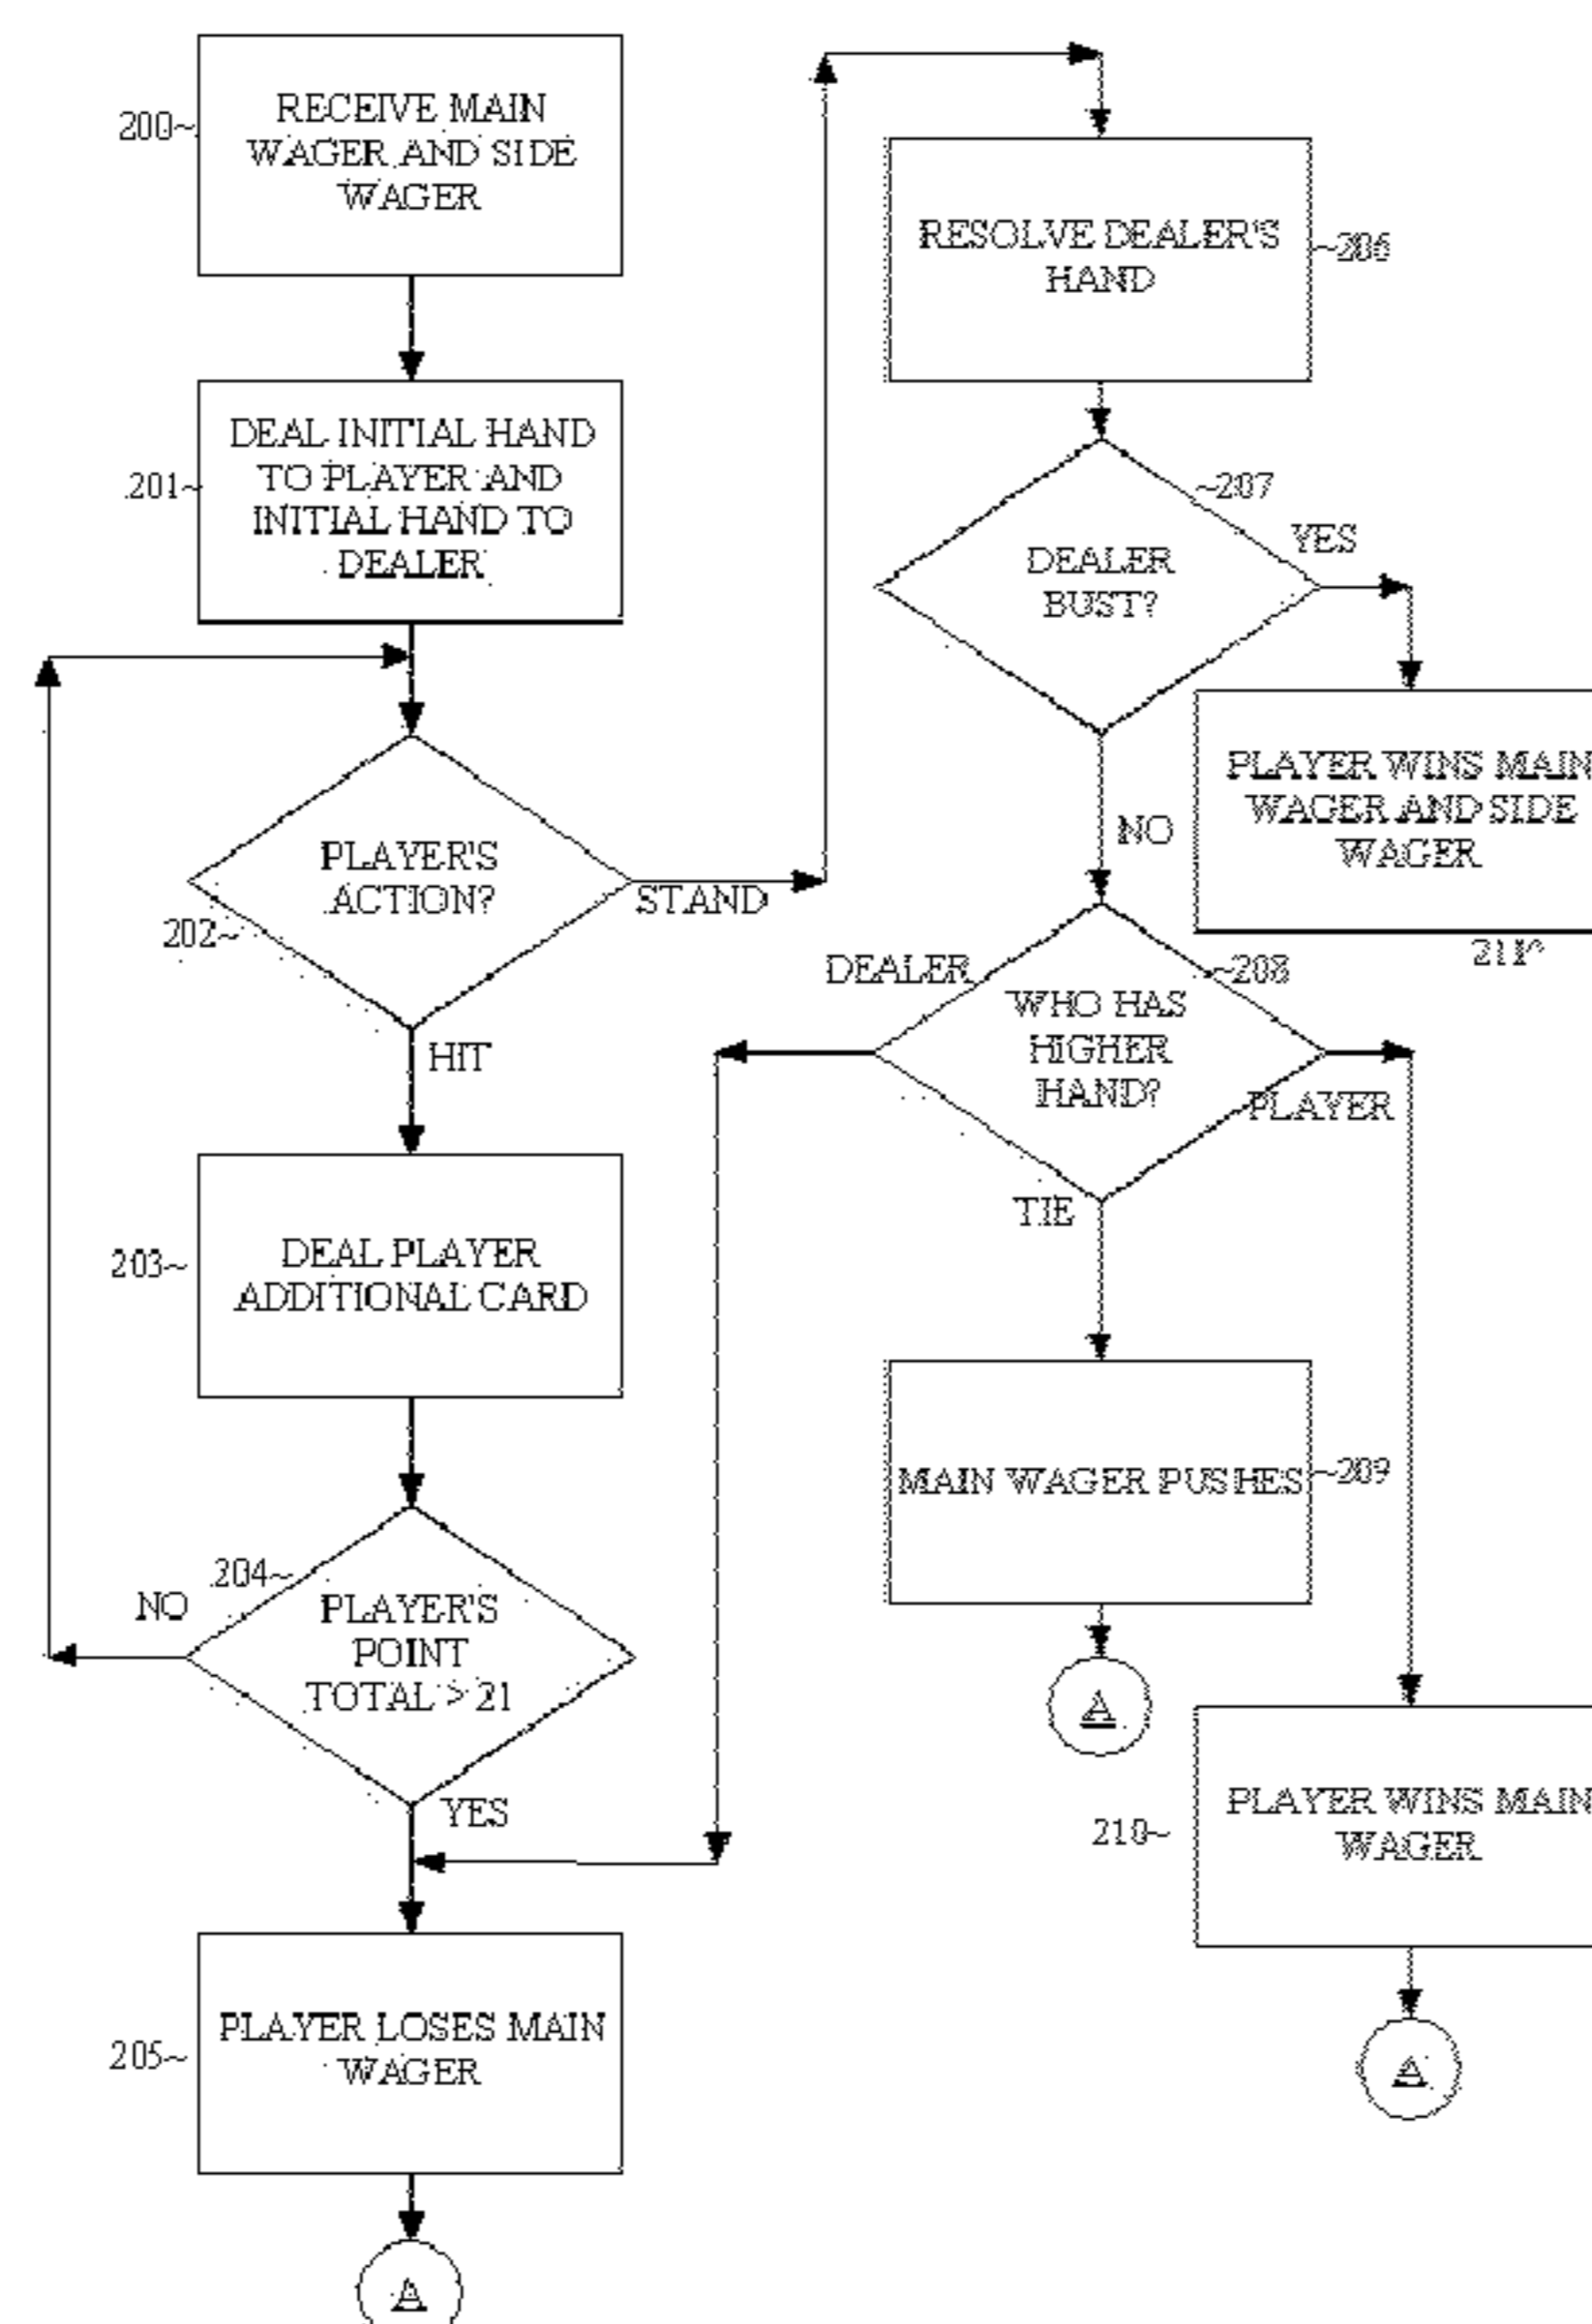 200~
RECEIVE MAIN
WAGER AND SIDE
WAGER
201~
DEAL INITIAL HAND
TO PLAYER AND
INITIAL HAND TO
DEALER
PLAYER'S
ACTION?
202~
STAND
HIT
203~
DEAL PLAYER
ADDITIONAL CARD
204~
NO
PLAYER'S
POINT
TOTAL > 21
YES
205~
PLAYER LOSES MAIN
WAGER
A
RESOLVE DEALER'S
HAND
~206
~207
YES
DEALER
BUST?
NO
PLAYER WINS MAIN
WAGER AND SIDE
WAGER
211~
DEALER
~208
WHO HAS
HIGHER
HAND?
PLAYER
TIE
MAIN WAGER PUSHES
~209
A
210~
PLAYER WINS MAIN
WAGER
A